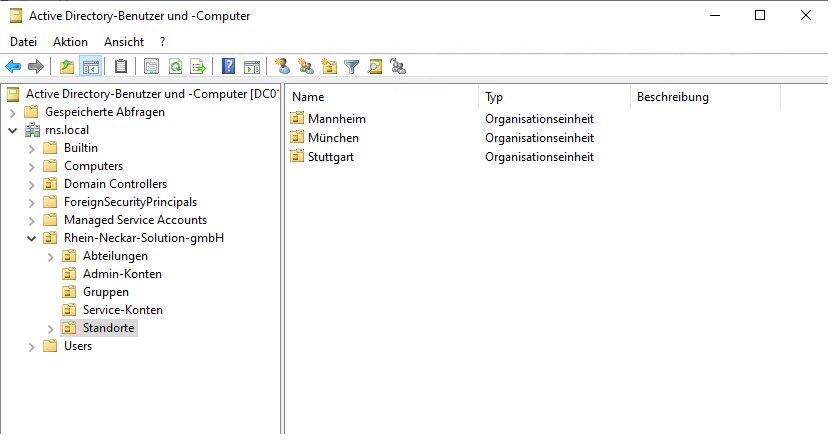 Active Directory-Benutzer und -Computer
Datei Aktion Ansicht ?
Active Directory-Benutzer und -Computer [DC01
Gespeicherte Abfragen
rns.local
Builtin
Computers
Domain Controllers
ForeignSecurityPrincipals
Managed Service Accounts
Rhein-Neckar-Solution-gmbH
Abteilungen
Admin-Konten
Gruppen
Service-Konten
Standorte
Users
Name Typ Beschreibung
Mannheim Organisationseinheit
München Organisationseinheit
Stuttgart Organisationseinheit